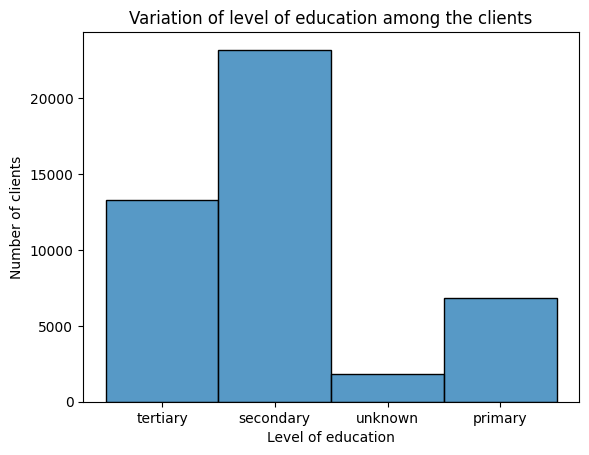 Variation of level of education among the clients
Number of clients
20000
15000
10000
5000
0
tertiary secondary unknown primary
Level of education